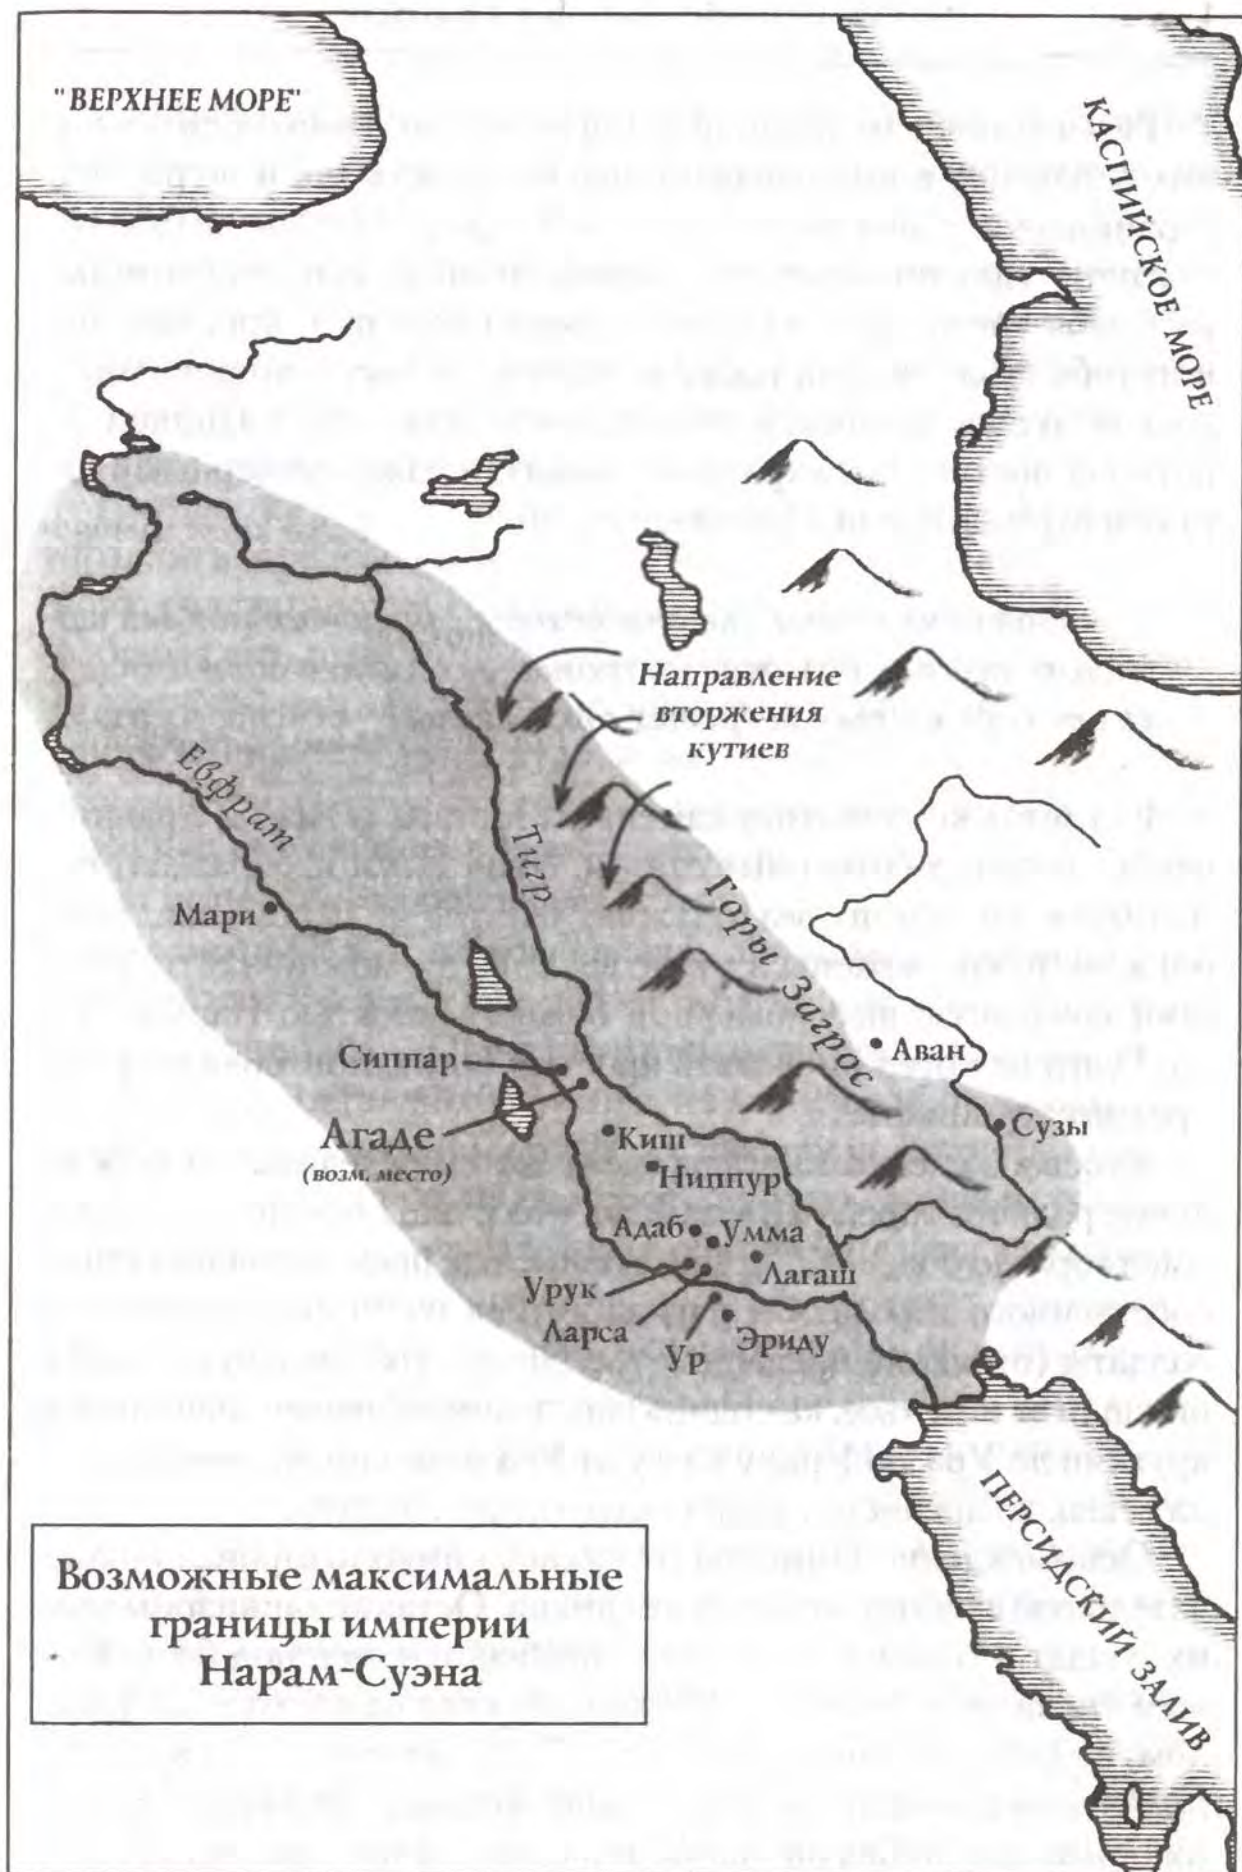 "ВЕРХНЕЕ МОРЕ"
КАСПИЙСКОЕ МОРЕ
Направление
вторжения
кутиев
Евфрат
Тигр
Горы Загрос
Мари
Аван
Сиппар
Сузы
Агаде
(возм. место)
Киш
Ниппур
Адаб
Умма
Лагаш
Урук
Ларса
Ур
Эриду
ПЕРСИДСКИЙ ЗАЛИВ
Возможные максимальные
границы империи
Нарам-Суэна